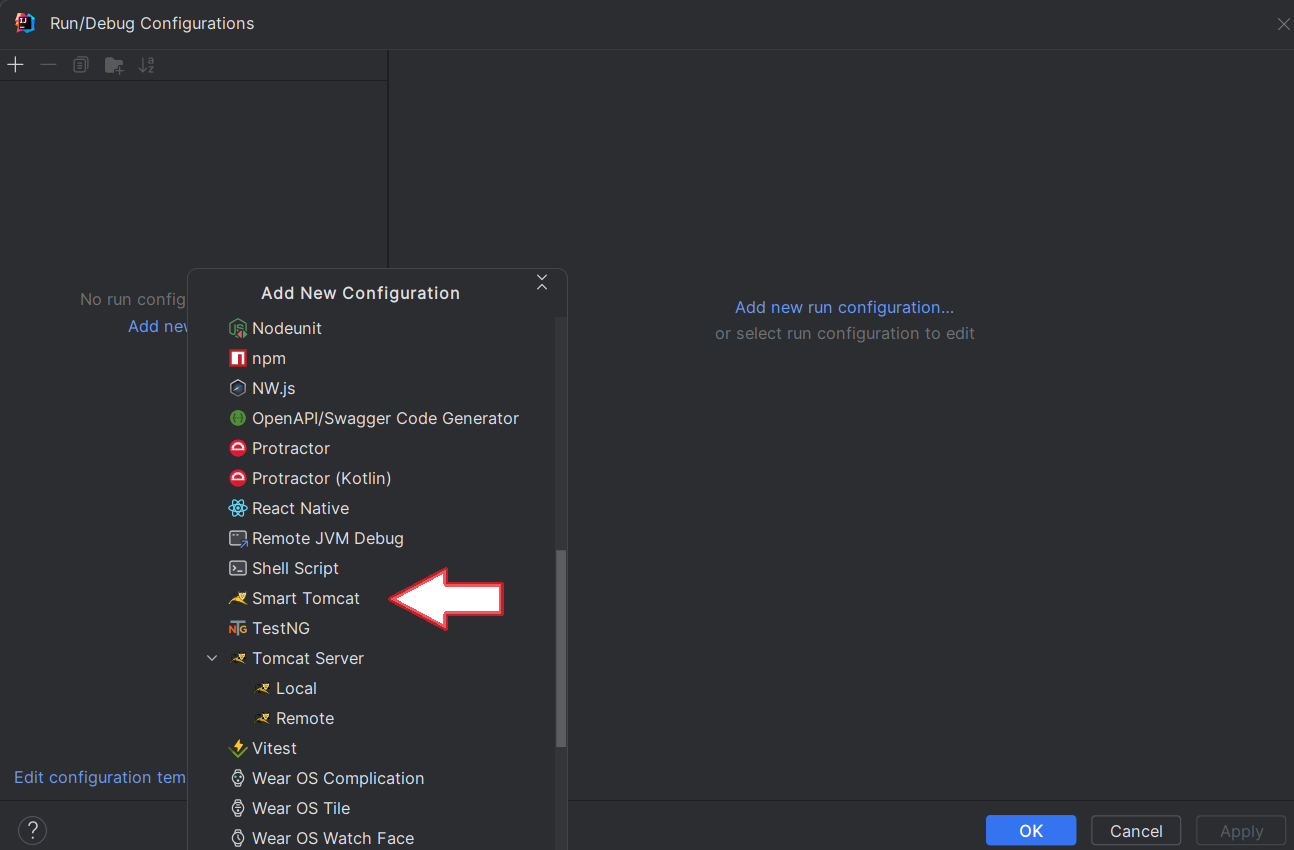 Run/Debug Configurations
No run config
Add new
Add New Configuration
Nodeunit
npm
NW.js
OpenAPI/Swagger Code Generator
Protractor
Protractor (Kotlin)
React Native
Remote JVM Debug
Shell Script
Smart Tomcat
TestNG
Tomcat Server
Local
Remote
Vitest
Wear OS Complication
Wear OS Tile
Wear OS Watch Face
Add new run configuration...
or select run configuration to edit
Edit configuration tem
?
OK
Cancel
Apply